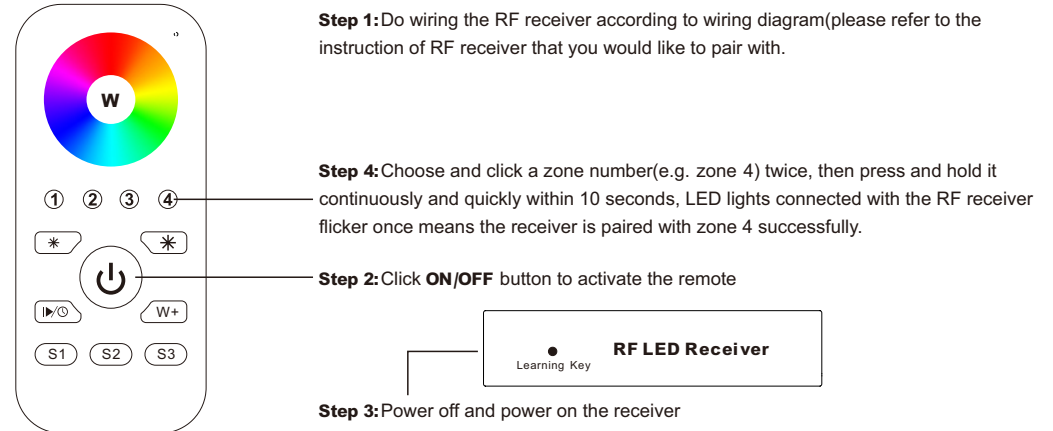 Step 1:Do wiring the RF receiver according to wiring diagram(please refer to the
instruction of RF receiver that you would like to pair with.
W
Step 4:Choose and click a zone number(e.g. zone 4) twice, then press and hold it
continuously and quickly within 10 seconds, LED lights connected with the RF receiver
flicker once means the receiver is paired with zone 4 successfully.
1 2 3 4
Step 2:Click ON/OFF button to activate the remote
W+
S1 S2 S3
RF LED Receiver
Learning Key
Step 3:Power off and power on the receiver